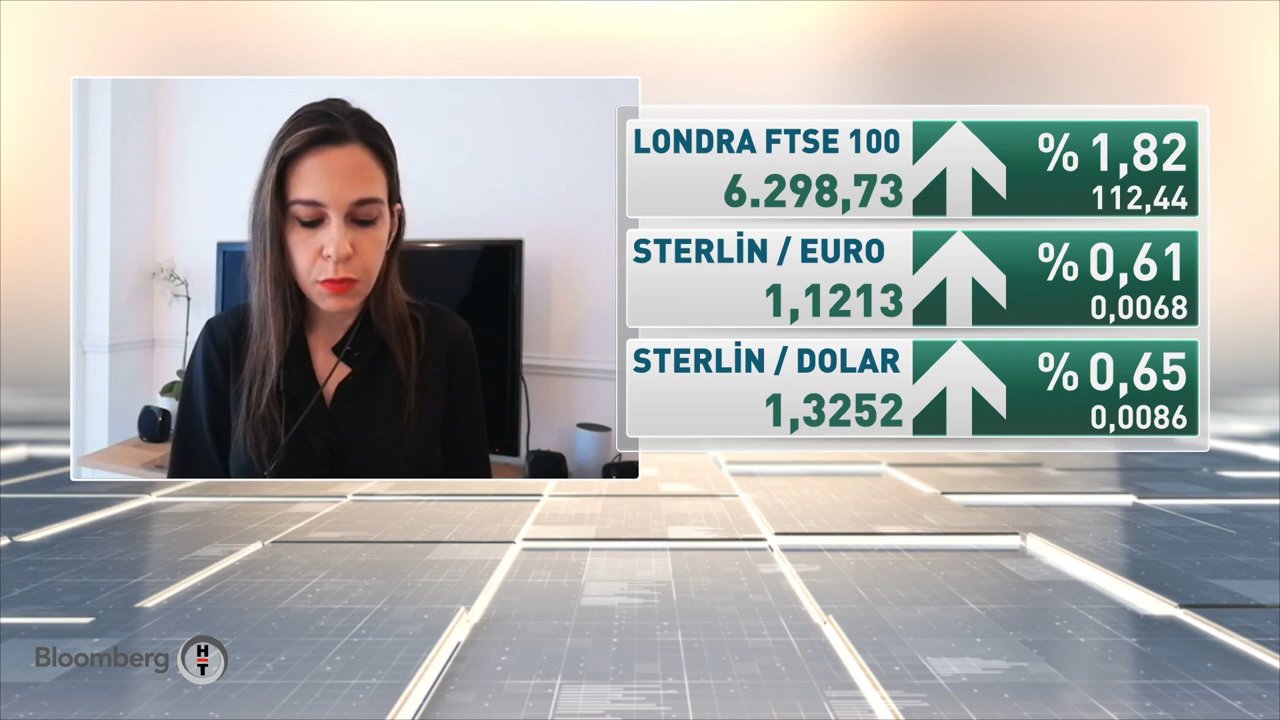 LONDRA FTSE 100
6.298,73
% 1,82
112,44
STERLİN / EURO
1,1213
% 0,61
0,0068
STERLİN / DOLAR
1,3252
% 0,65
0,0086
Bloomberg HT